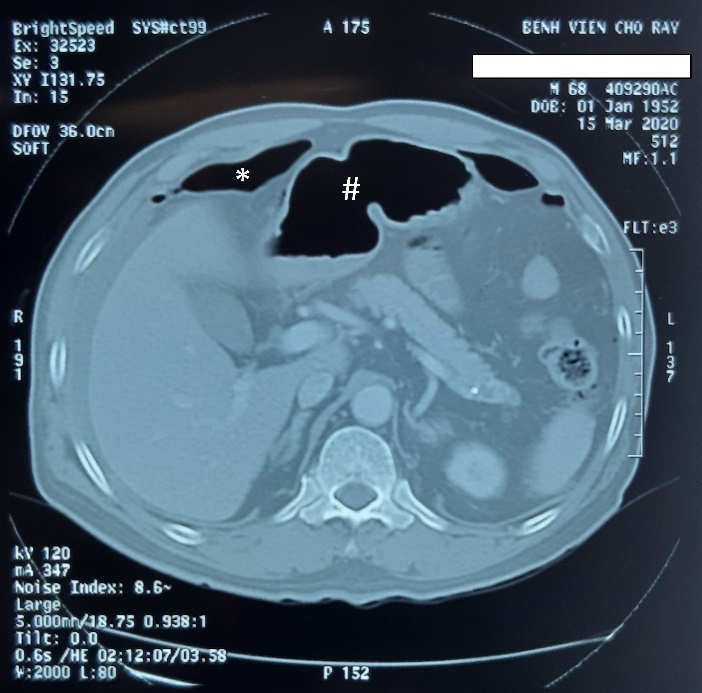 BrightSpeed SYS#ct99
Ex: 32523
Se: 3
XY I131.75
In: 15
DFOV 36.0cm
SOFT
A 175
BENH VIEN CHO RAY
M 68 409290AC
DOB: 01 Jan 1952
15 Mar 2020
512
MF:1.1
FLT:e3
*
#
R
1
9
1
L
1
3
7
kV 120
mA 347
Noise Index: 8.6~
Large
5.000mm/18.75 0.938:1
Tilt: 0.0
0.6s /HE 02:12:07/03.58
W:2000 L:80
P 152